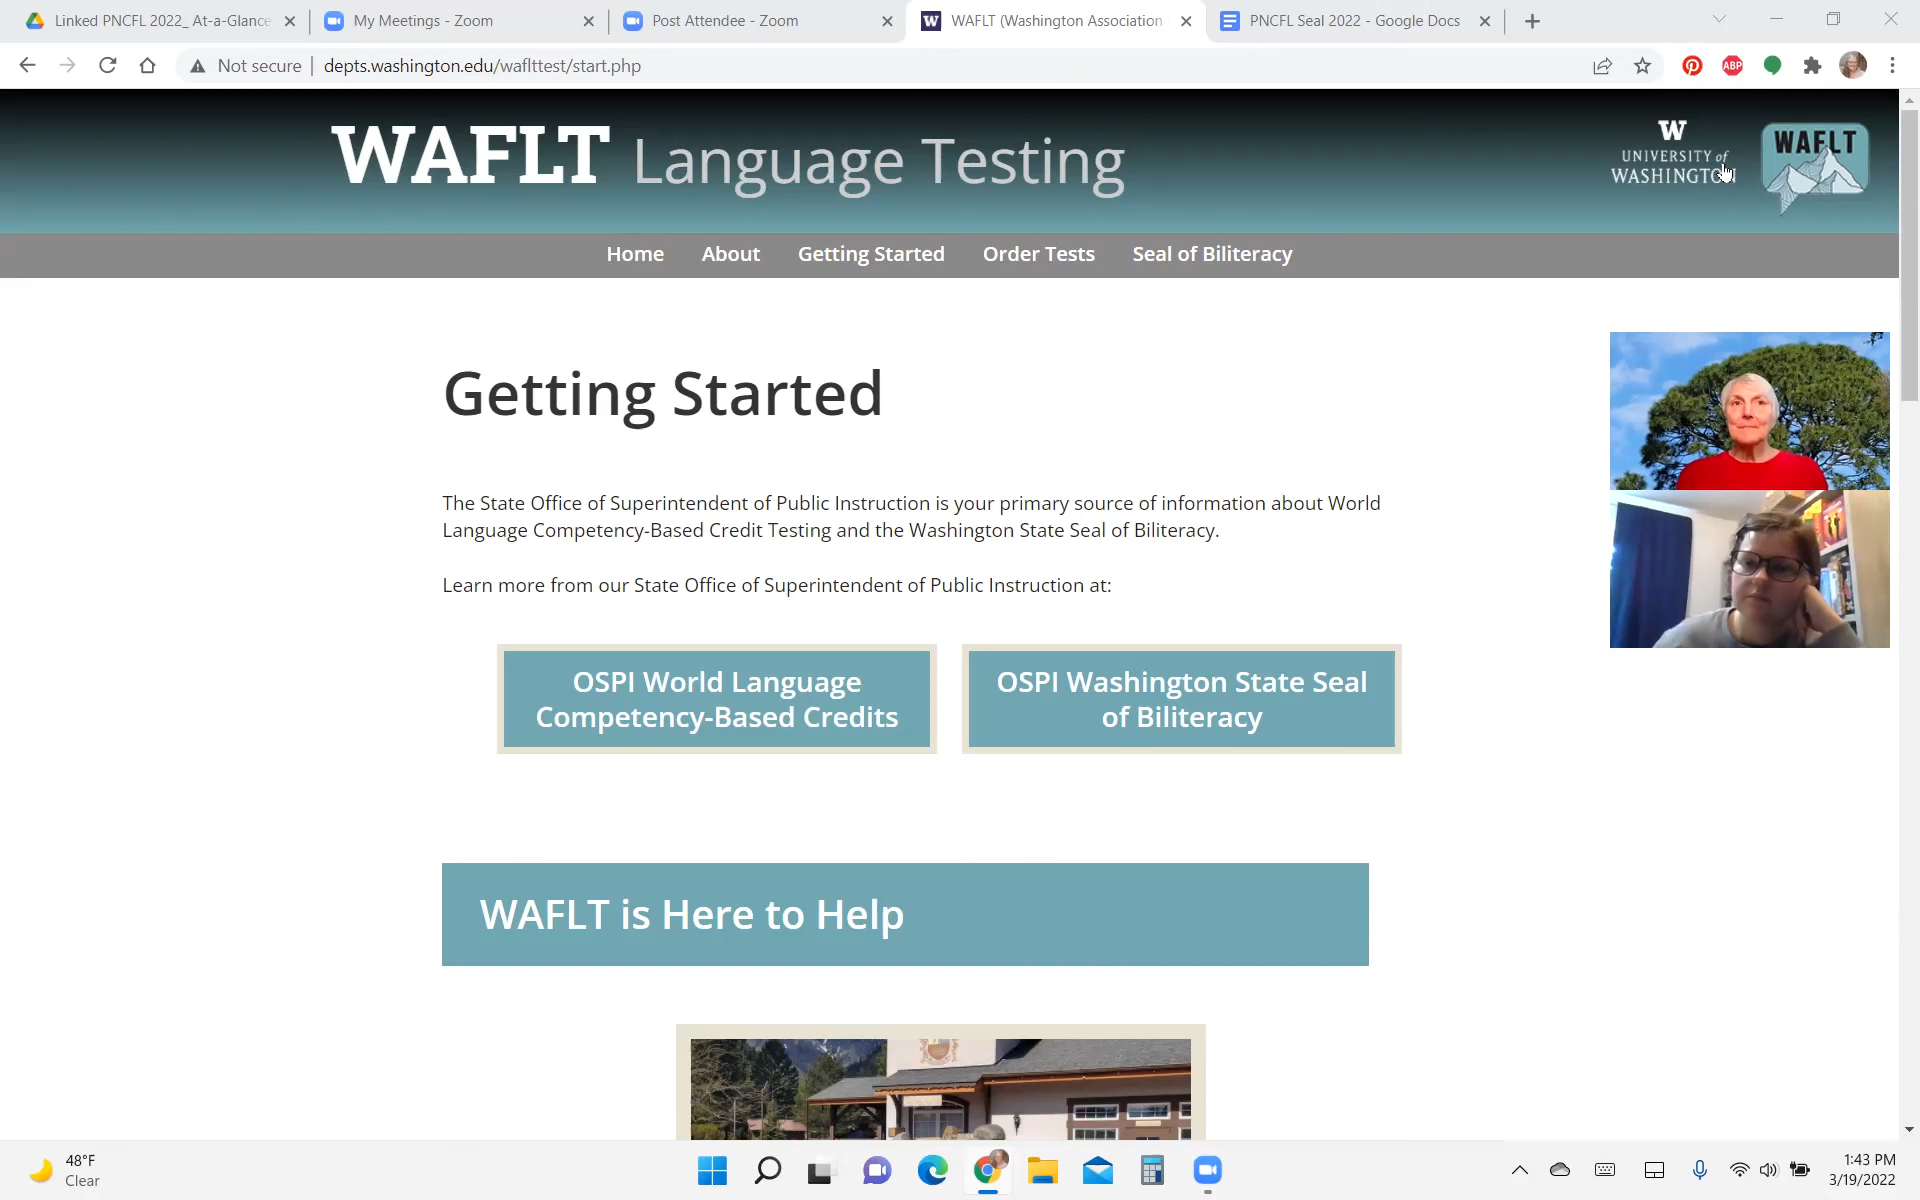 Linked PNCFL 2022_ At-a-Glance
My Meetings - Zoom
Post Attendee - Zoom
WAFLT (Washington Association
PNCFL Seal 2022 - Google Docs
Not secure
depts.washington.edu/waflttest/start.php
ABP
WAFLT Language Testing
W
UNIVERSITY of
WASHINGTON
WAFLT
Home
About
Getting Started
Order Tests
Seal of Biliteracy
Getting Started
The State Office of Superintendent of Public Instruction is your primary source of information about World
Language Competency-Based Credit Testing and the Washington State Seal of Biliteracy.
Learn more from our State Office of Superintendent of Public Instruction at:
OSPI World Language
Competency-Based Credits
OSPI Washington State Seal
of Biliteracy
WAFLT is Here to Help
48°F
Clear
1:43 PM
3/19/2022